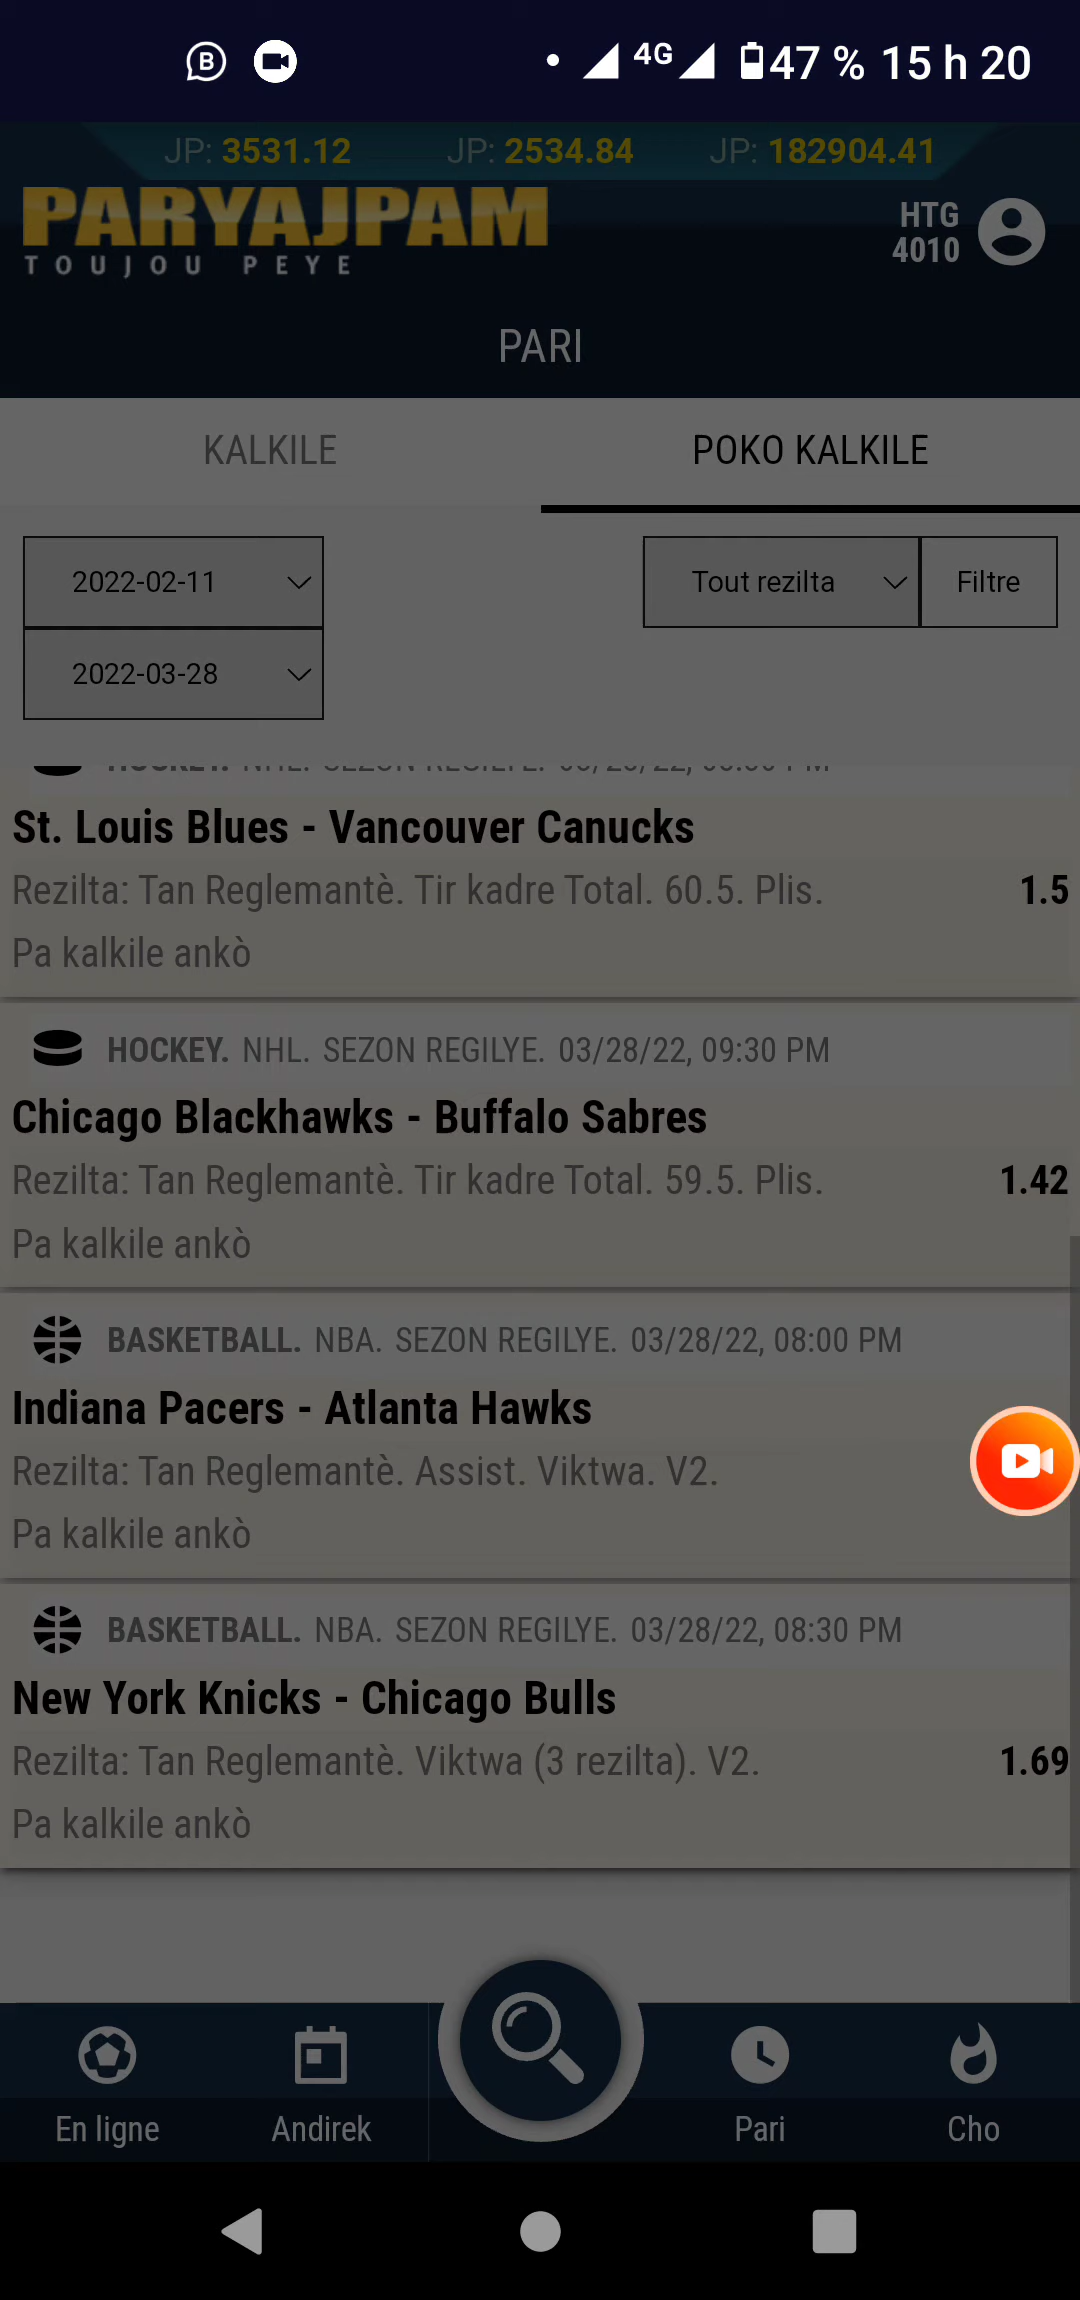 B 4G 47 % 15 h 20
JP: 3531.12 JP: 2534.84 JP: 182904.41
PARYAJPAM
TOUJOU PEYE
HTG
4010
PARI
KALKILE POKO KALKILE
2022-02-11 Tout rezilta Filtre
2022-03-28
St. Louis Blues - Vancouver Canucks
Rezilta: Tan Reglemantè. Tir kadre Total. 60.5. Plis. 1.5
Pa kalkile ankò
HOCKEY. NHL. SEZON REGILYE. 03/28/22, 09:30 PM
Chicago Blackhawks - Buffalo Sabres
Rezilta: Tan Reglemantè. Tir kadre Total. 59.5. Plis. 1.42
Pa kalkile ankò
BASKETBALL. NBA. SEZON REGILYE. 03/28/22, 08:00 PM
Indiana Pacers - Atlanta Hawks
Rezilta: Tan Reglemantè. Assist. Viktwa. V2.
Pa kalkile ankò
BASKETBALL. NBA. SEZON REGILYE. 03/28/22, 08:30 PM
New York Knicks - Chicago Bulls
Rezilta: Tan Reglemantè. Viktwa (3 rezilta). V2. 1.69
Pa kalkile ankò
En ligne Andirek Pari Cho